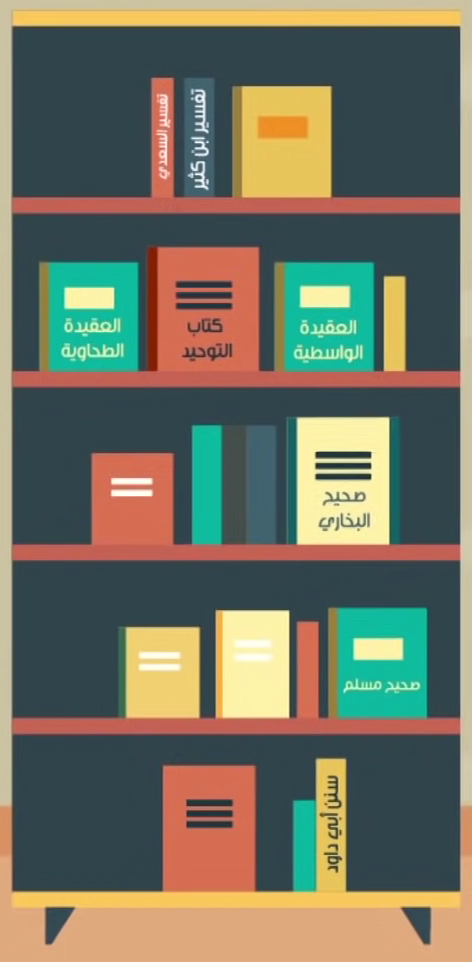 تفسير ابن كثير
تفسير السعدي
العقيدة
الواسطية
كتاب
التوحيد
العقيدة
الطحاوية
صحيح
البخاري
صحيح مسلم
سنن أبي داود